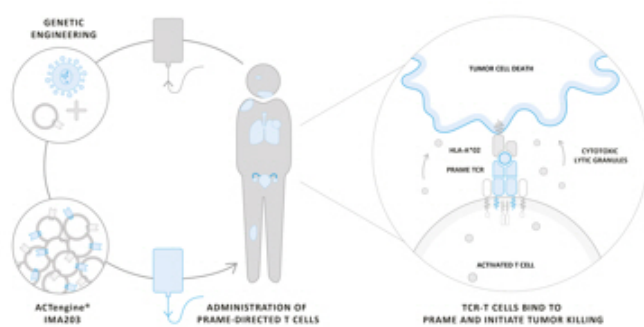 GENETIC
ENGINEERING
TUMOR CELL DEATH
HLA-A*02
PRAME TCR
CYTOTOXIC
LYTIC GRANULES
ACTIVATED T CELL
ACTengine®
IMA203
ADMINISTRATION OF
PRAME-DIRECTED T CELLS
TCR-T CELLS BIND TO
PRAME AND INITIATE TUMOR KILLING